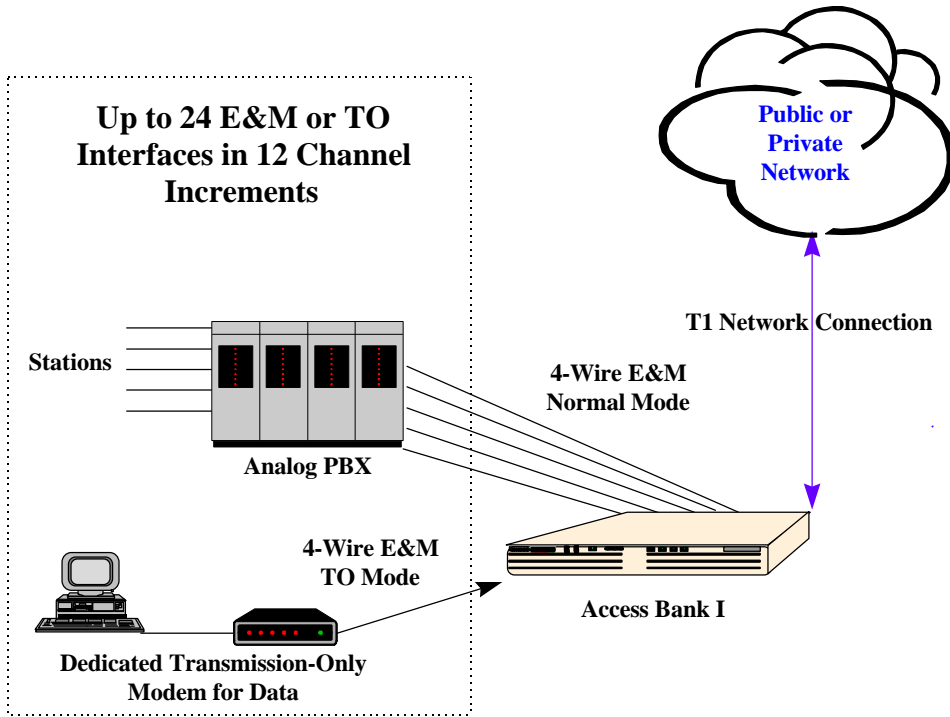 Up to 24 E&M or TO
Interfaces in 12 Channel
Increments
Public or
Private
Network
T1 Network Connection
Stations
4-Wire E&M
Normal Mode
Analog PBX
4-Wire E&M
TO Mode
Access Bank I
Dedicated Transmission-Only
Modem for Data